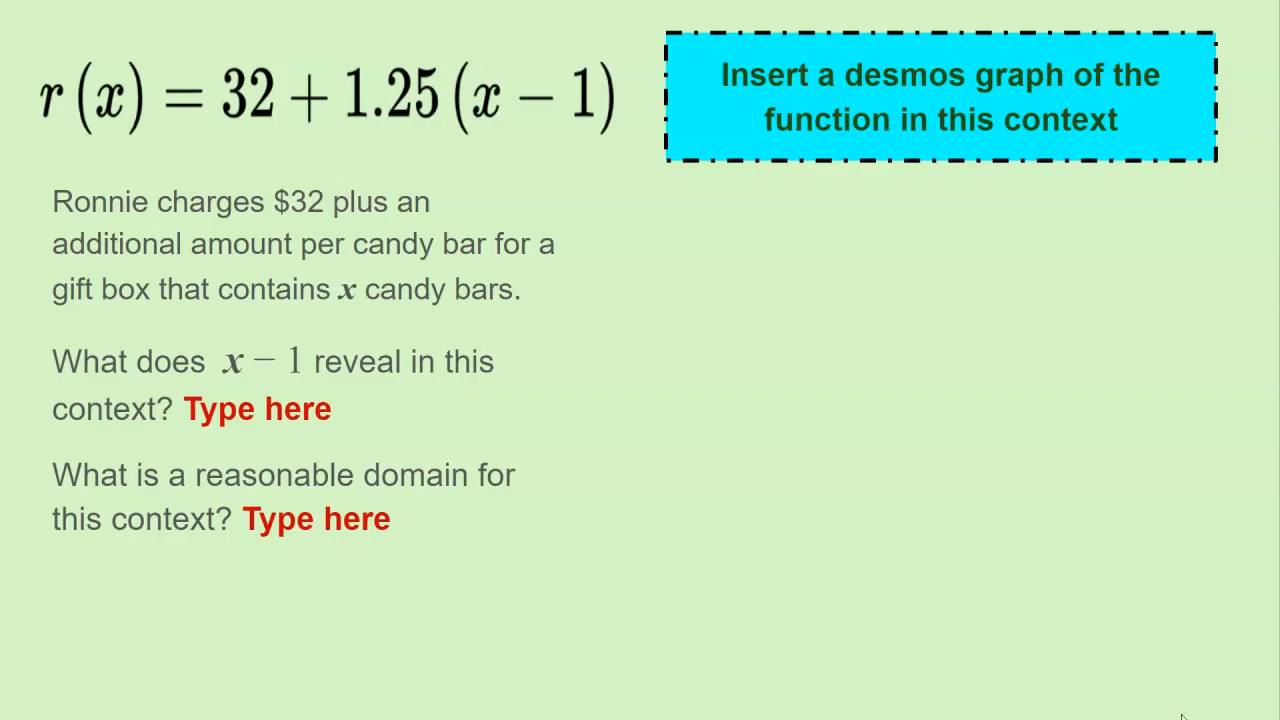 r(x) = 32 + 1.25(x − 1)
Insert a desmos graph of the
function in this context
Ronnie charges $32 plus an
additional amount per candy bar for a
gift box that contains x candy bars.
What does x − 1 reveal in this
context? Type here
What is a reasonable domain for
this context? Type here